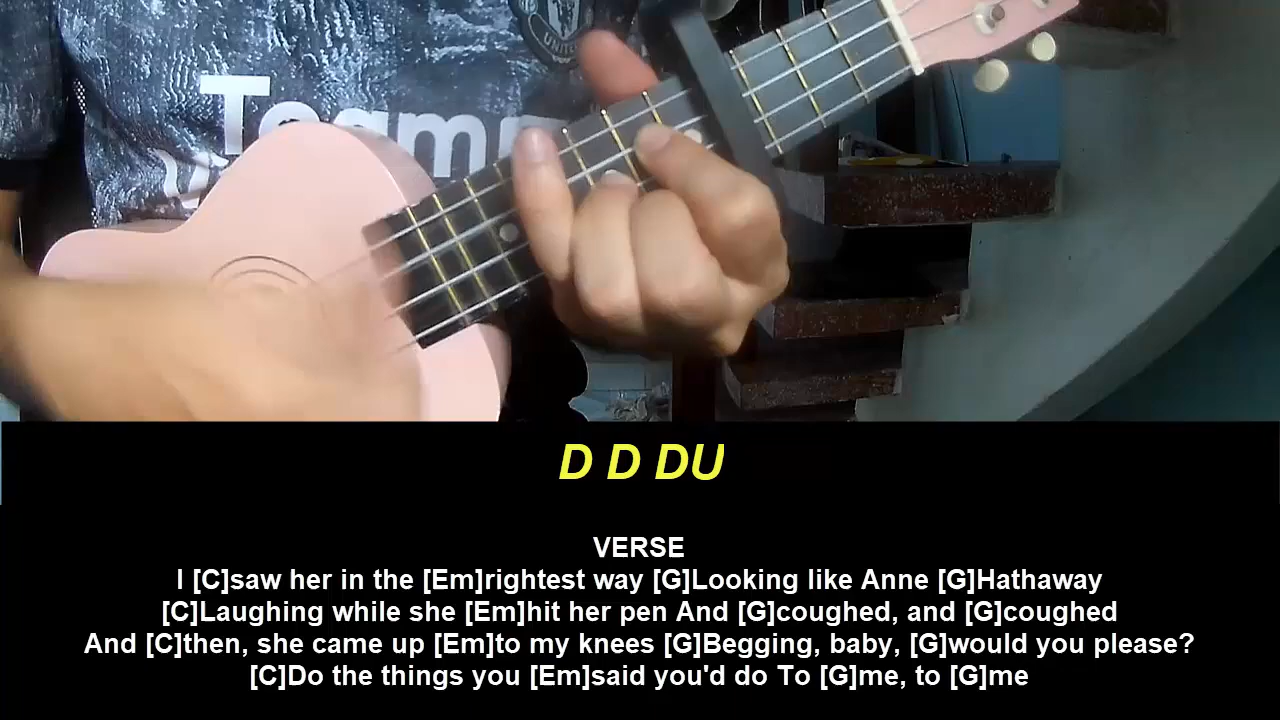 UNITED
Team
D D DU
VERSE
I [C]saw her in the [Em]rightest way [G]Looking like Anne [G]Hathaway
[C]Laughing while she [Em]hit her pen And [G]coughed, and [G]coughed
And [C]then, she came up [Em]to my knees [G]Begging, baby, [G]would you please?
[C]Do the things you [Em]said you'd do To [G]me, to [G]me